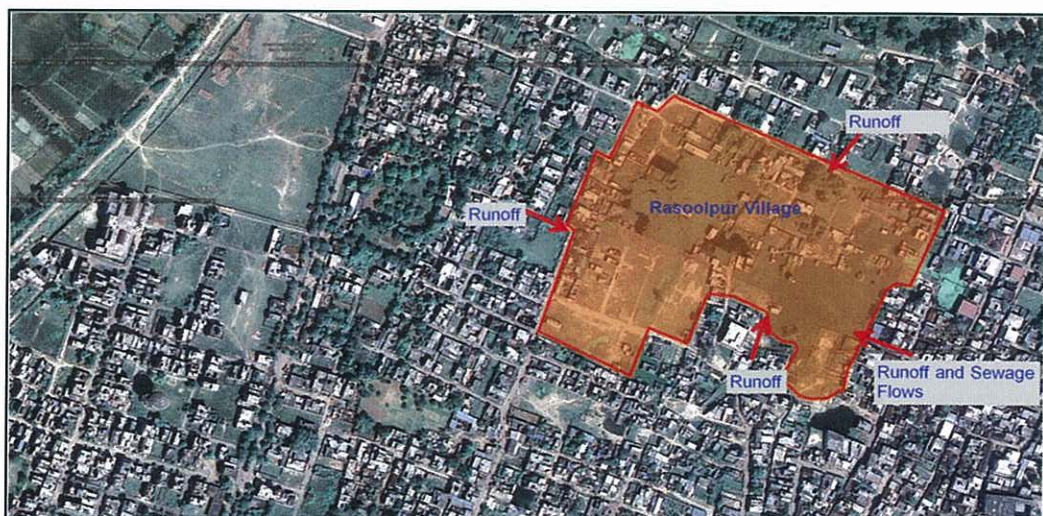 Runoff
Rasoolpur Village
Runoff
Runoff
Runoff and Sewage
Flows